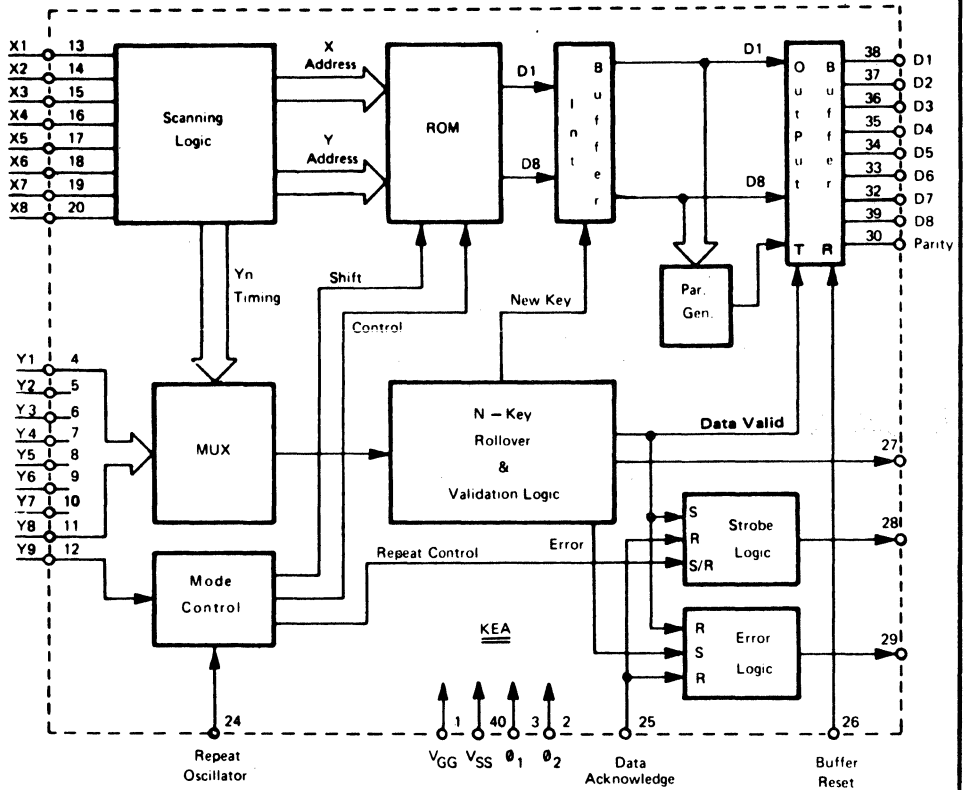 X1 13
X2 14
X3 15
X4 16
X5 17
X6 18
X7 19
X8 20
Scanning
Logic
X
Address
Y
Address
ROM
D1
D8
Int
Buffer
D1
D8
OutPut
Buffer
T R
38 D1
37 D2
36 D3
35 D4
34 D5
33 D6
32 D7
39 D8
30 Parity
Yn
Timing
Shift
Control
New Key
Par.
Gen.
Y1 4
Y2 5
Y3 6
Y4 7
Y5 8
Y6 9
Y7 10
Y8 11
Y9 12
MUX
N – Key
Rollover
&
Validation Logic
Data Valid
27
Error
Repeat Control
Mode
Control
S
R
S/R
Strobe
Logic
28
R
S
R
Error
Logic
29
KEA
24
Repeat
Oscillator
1 40 3 2
VGG VSS Ø1 Ø2
25
Data
Acknowledge
26
Buffer
Reset